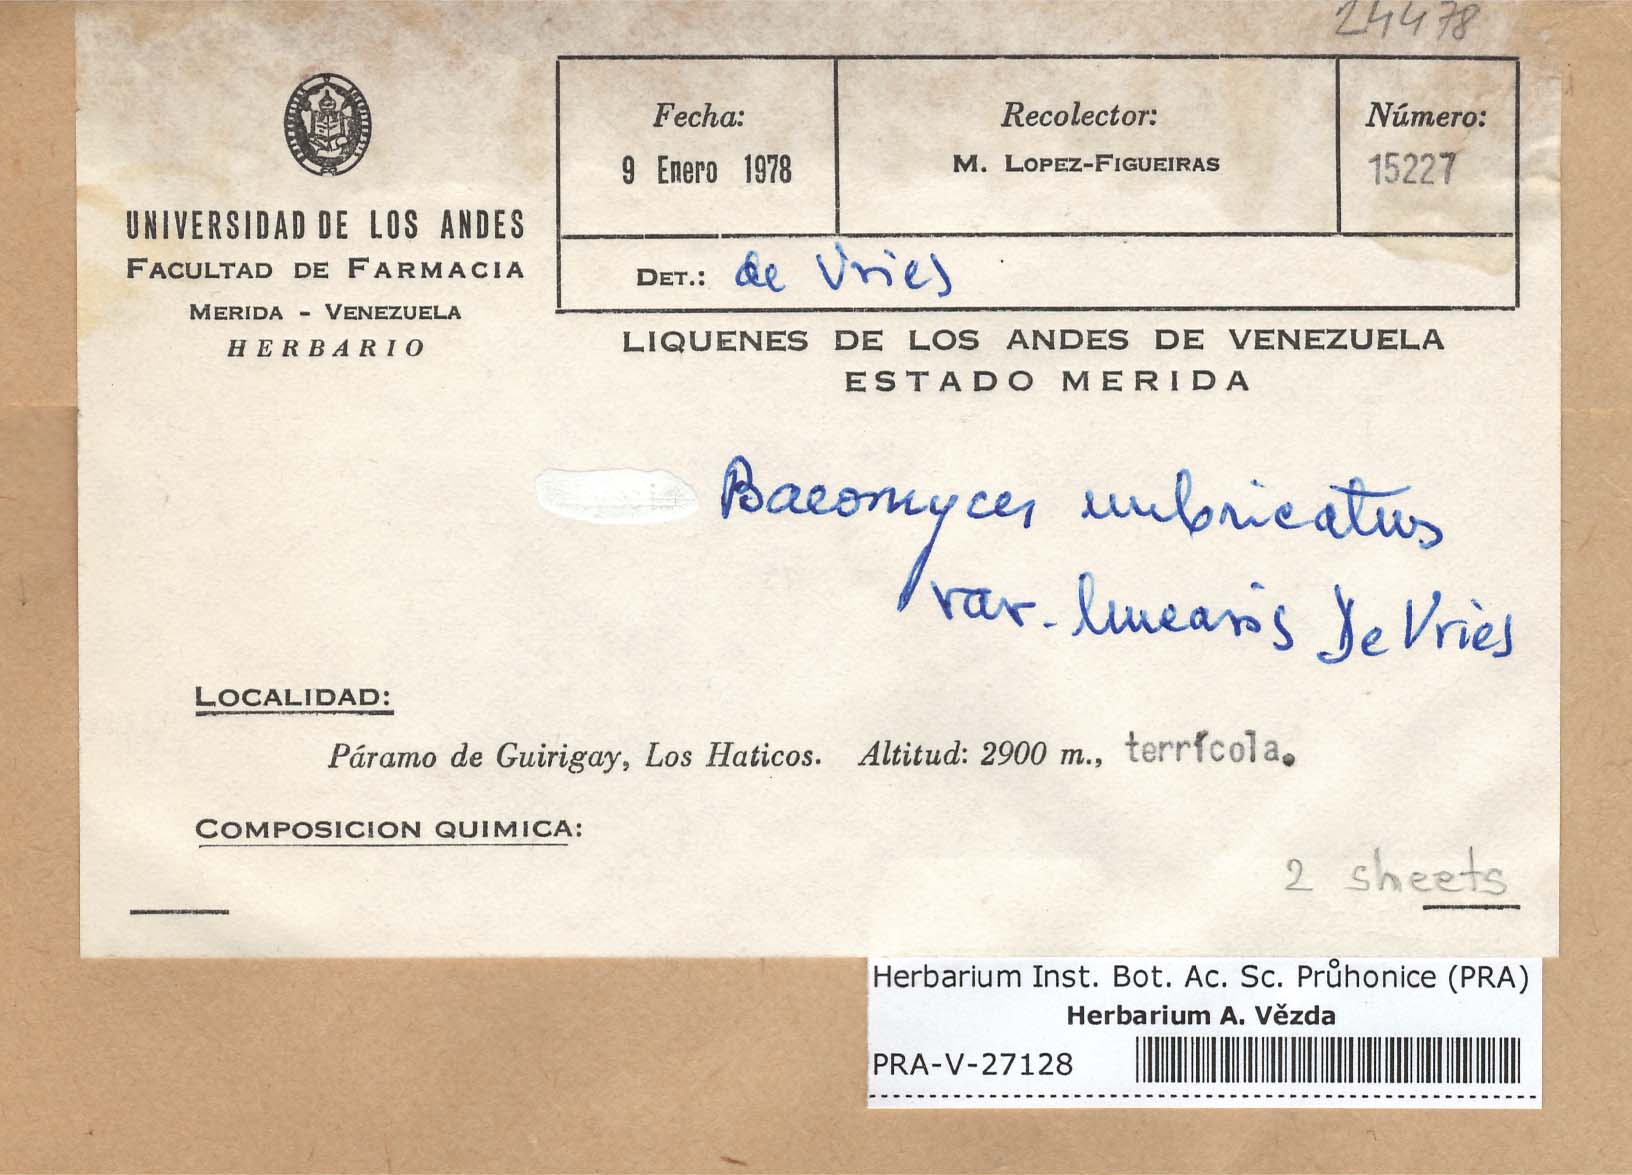 24478
Fecha:
9 Enero 1978
Recolector:
M. LOPEZ-FIGUEIRAS
Número:
15227
DET.: de Vries
UNIVERSIDAD DE LOS ANDES
FACULTAD DE FARMACIA
MERIDA - VENEZUELA
HERBARIO
LIQUENES DE LOS ANDES DE VENEZUELA
ESTADO MERIDA
Baeomyces imbricatus
var. linearis De Vries
LOCALIDAD:
Páramo de Guirigay, Los Haticos. Altitud: 2900 m., terrícola.
COMPOSICION QUIMICA:
2 sheets
Herbarium Inst. Bot. Ac. Sc. Průhonice (PRA)
Herbarium A. Vězda
PRA-V-27128